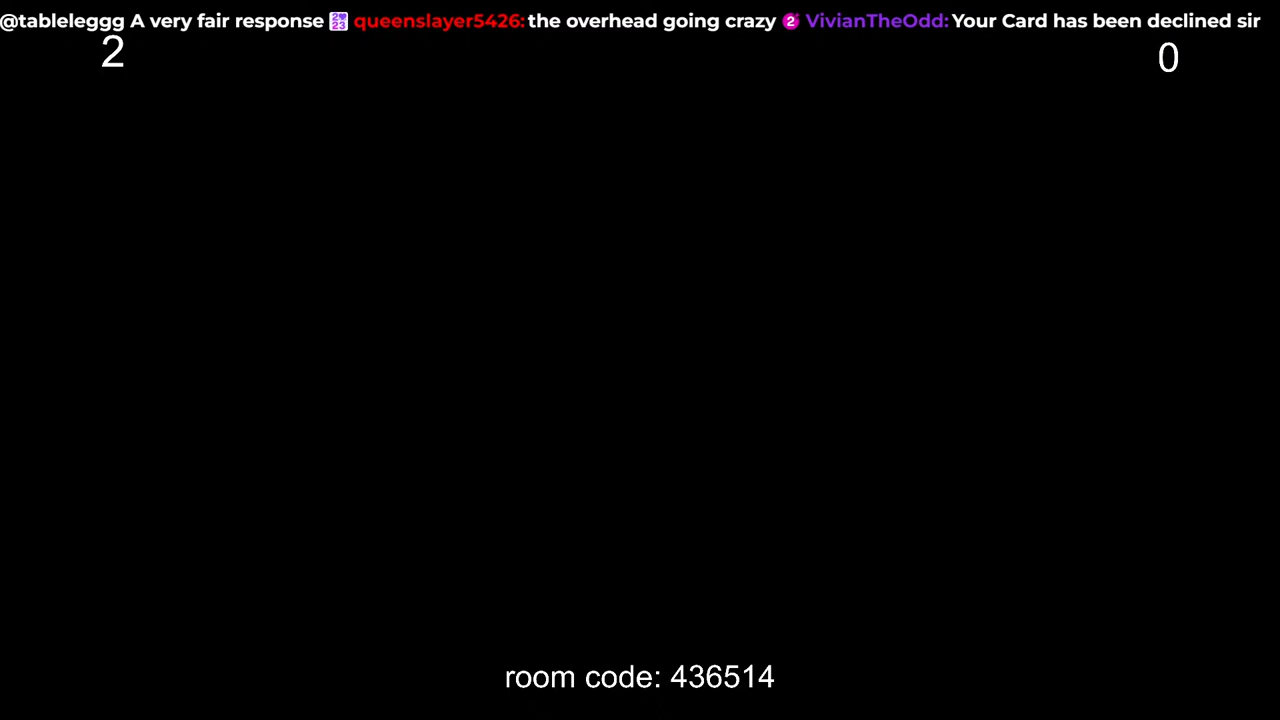 @tableleggg A very fair response queenslayer5426: the overhead going crazy VivianTheOdd: Your Card has been declined sir
2
0
room code: 436514